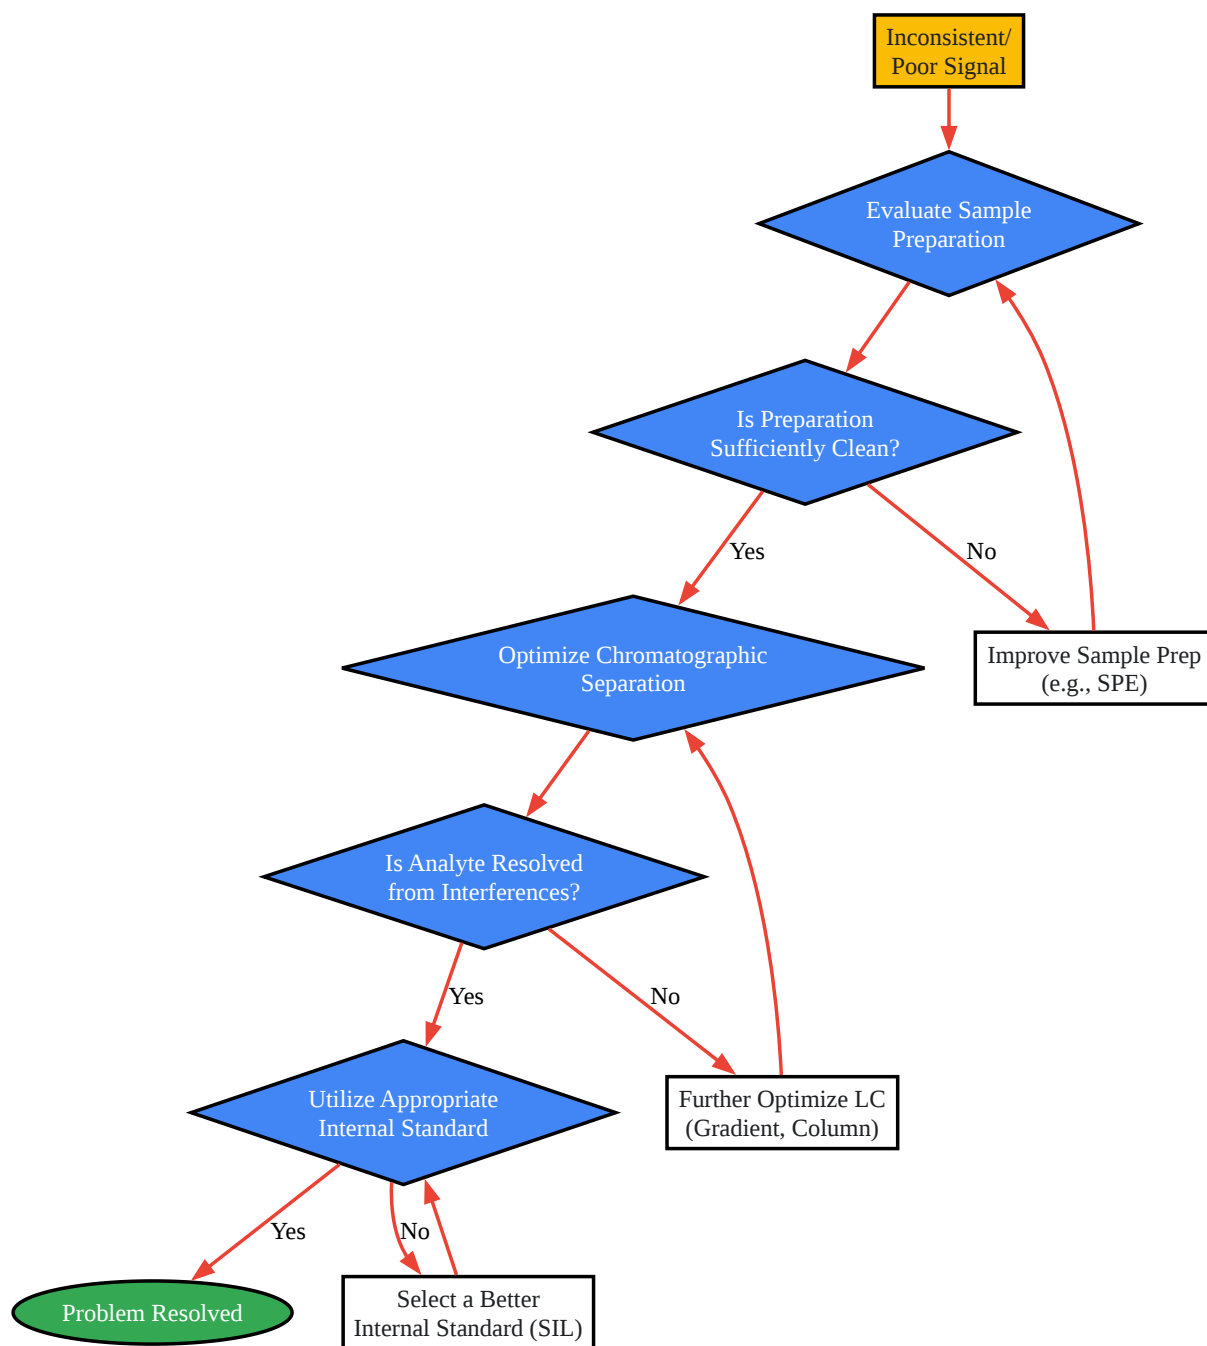 Inconsistent/
Poor Signal
Evaluate Sample
Preparation
Is Preparation
Sufficiently Clean?
Yes
No
Optimize Chromatographic
Separation
Improve Sample Prep
(e.g., SPE)
Is Analyte Resolved
from Interferences?
Yes
No
Utilize Appropriate
Internal Standard
Further Optimize LC
(Gradient, Column)
Yes
No
Problem Resolved
Select a Better
Internal Standard (SIL)